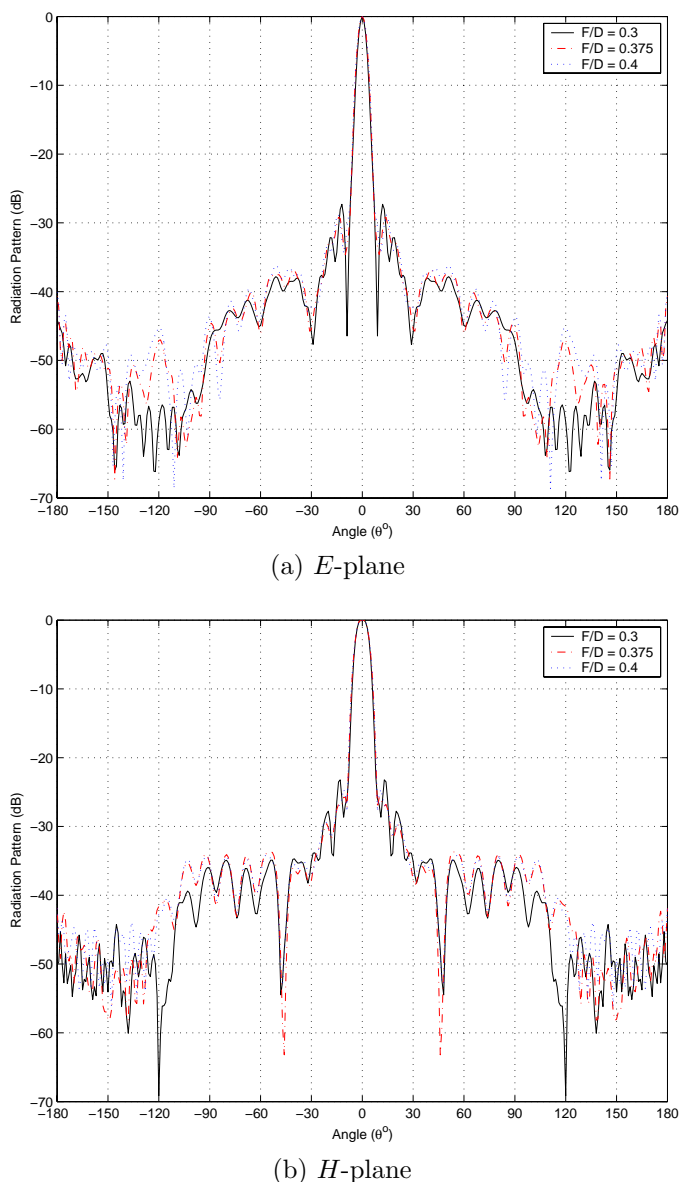 0
−10
−20
−30
−40
−50
−60
−70
Radiation Pattern (dB)
F/D = 0.3
F/D = 0.375
F/D = 0.4
−180 −150 −120 −90 −60 −30 0 30 60 90 120 150 180
Angle (θ⁰)
(a) E-plane
0
−10
−20
−30
−40
−50
−60
−70
Radiation Pattern (dB)
F/D = 0.3
F/D = 0.375
F/D = 0.4
−180 −150 −120 −90 −60 −30 0 30 60 90 120 150 180
Angle (θ⁰)
(b) H-plane